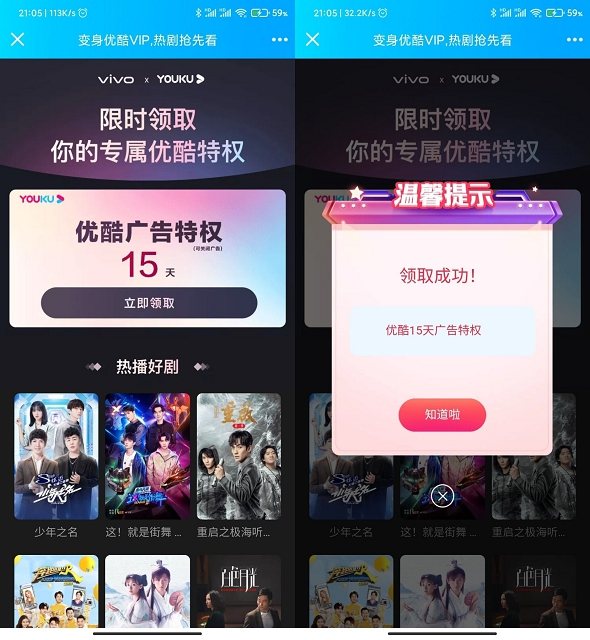 21:05 | 113K/s
59%
变身优酷VIP,热剧抢先看
vivo x YOUKU
限时领取
你的专属优酷特权
YOUKU
优酷广告特权
(可关闭广告)
15 天
立即领取
热播好剧
少年之名
这！就是街舞 ...
重启之极海听...
21:05 | 32.2K/s
59%
变身优酷VIP,热剧抢先看
vivo x YOUKU
限时领取
你的专属优酷特权
YOUKU
温馨提示
领取成功！
优酷15天广告特权
知道啦
少年之名
这！就是街舞 ...
重启之极海听...